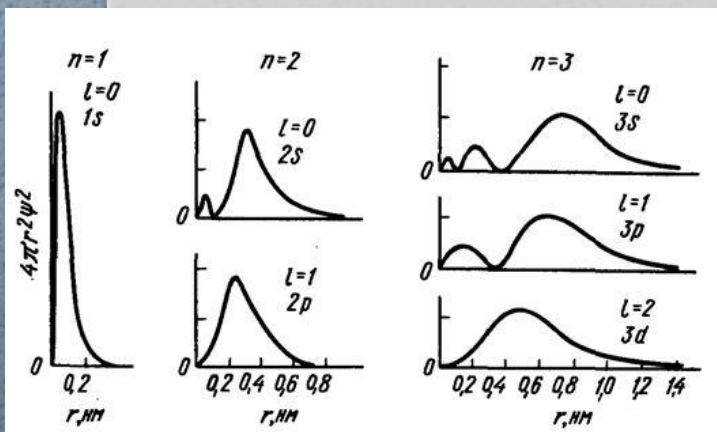 n=1
l=0
1s
4πr²ψ²
0
0,2
r,нм
n=2
l=0
2s
0
l=1
2p
0
0,2 0,4 0,6 0,8
r,нм
n=3
l=0
3s
0
l=1
3p
0
l=2
3d
0
0,2 0,4 0,6 0,8 1,0 1,2 1,4
r,нм